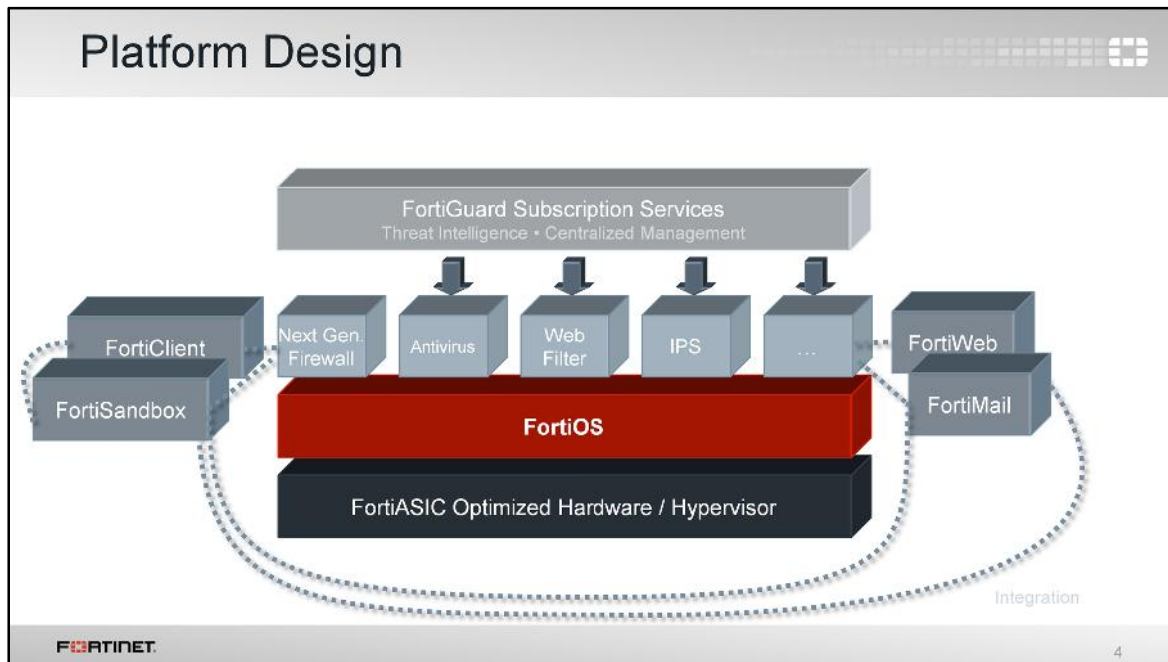 Platform Design
FortiGuard Subscription Services
Threat Intelligence • Centralized Management
FortiClient
FortiSandbox
Next Gen.
Firewall
Antivirus
Web
Filter
IPS
...
FortiWeb
FortiMail
FortiOS
FortiASIC Optimized Hardware / Hypervisor
Integration
FORTINET.
4